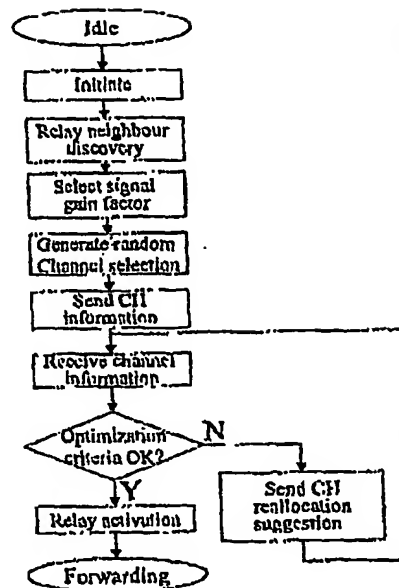 Idle
Initiate
Relay neighbour
discovery
Select signal
gain factor
Generate random
Channel selection
Send CH
information
Receive channel
information
Optimization
criteria OK?
N
Y
Send CH
reallocation
suggestion
Relay activation
Forwarding